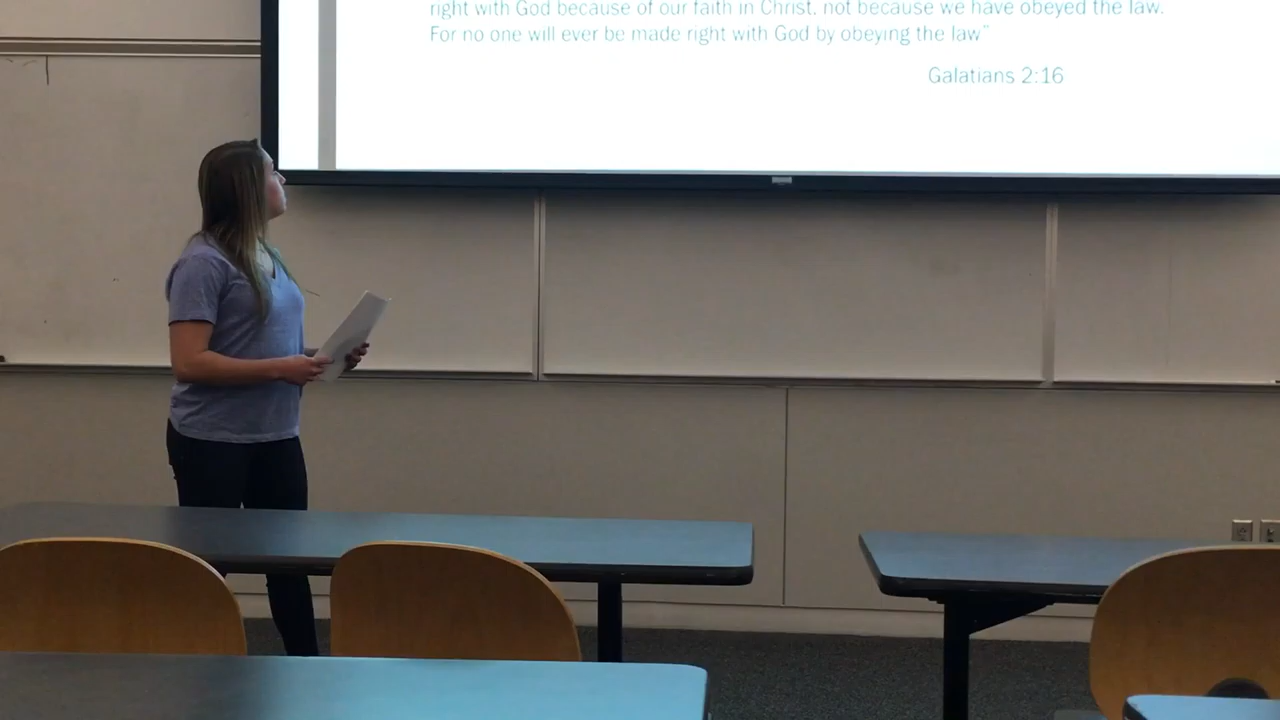 right with God because of our faith in Christ, not because we have obeyed the law.
For no one will ever be made right with God by obeying the law"
Galatians 2:16